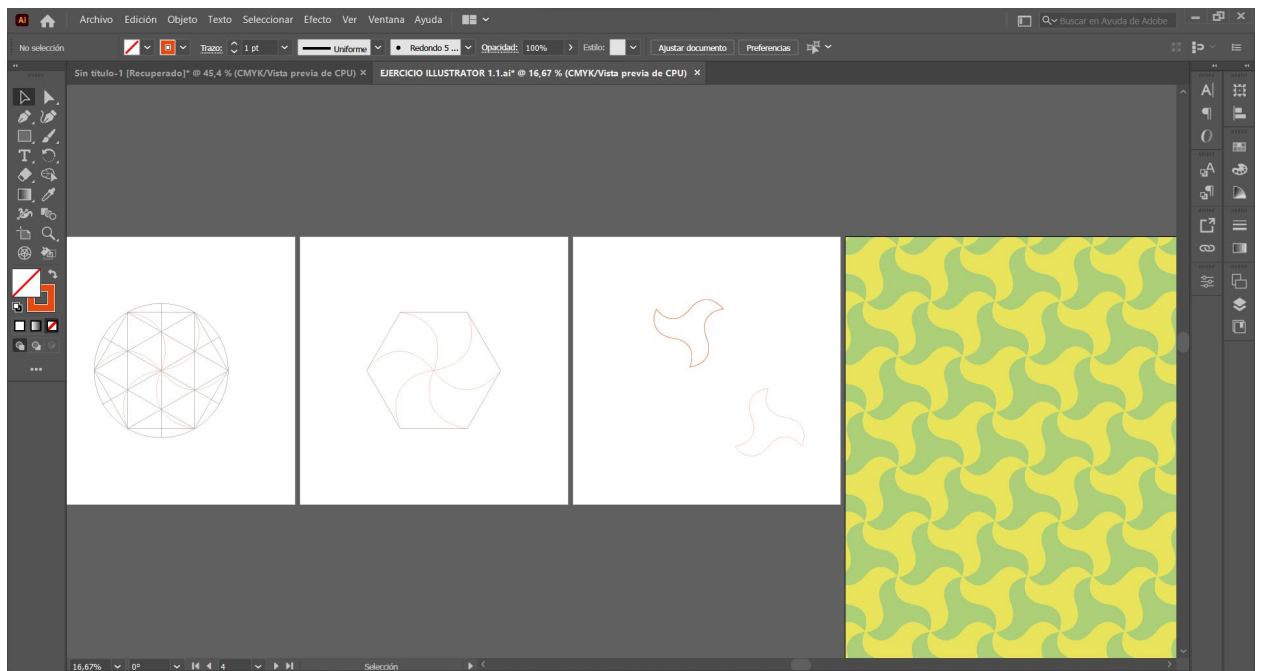 Ai Archivo Edición Objeto Texto Seleccionar Efecto Ver Ventana Ayuda Buscar en Ayuda de Adobe
No selección Trazo: 1 pt Uniforme Redondo 5 ... Opacidad: 100% Estilo: Ajustar documento Preferencias
Sin título-1 [Recuperado]* @ 45,4 % (CMYK/Vista previa de CPU) × EJERCICIO ILLUSTRATOR 1.1.ai* @ 16,67 % (CMYK/Vista previa de CPU) ×
16,67% 0° 4 Selección